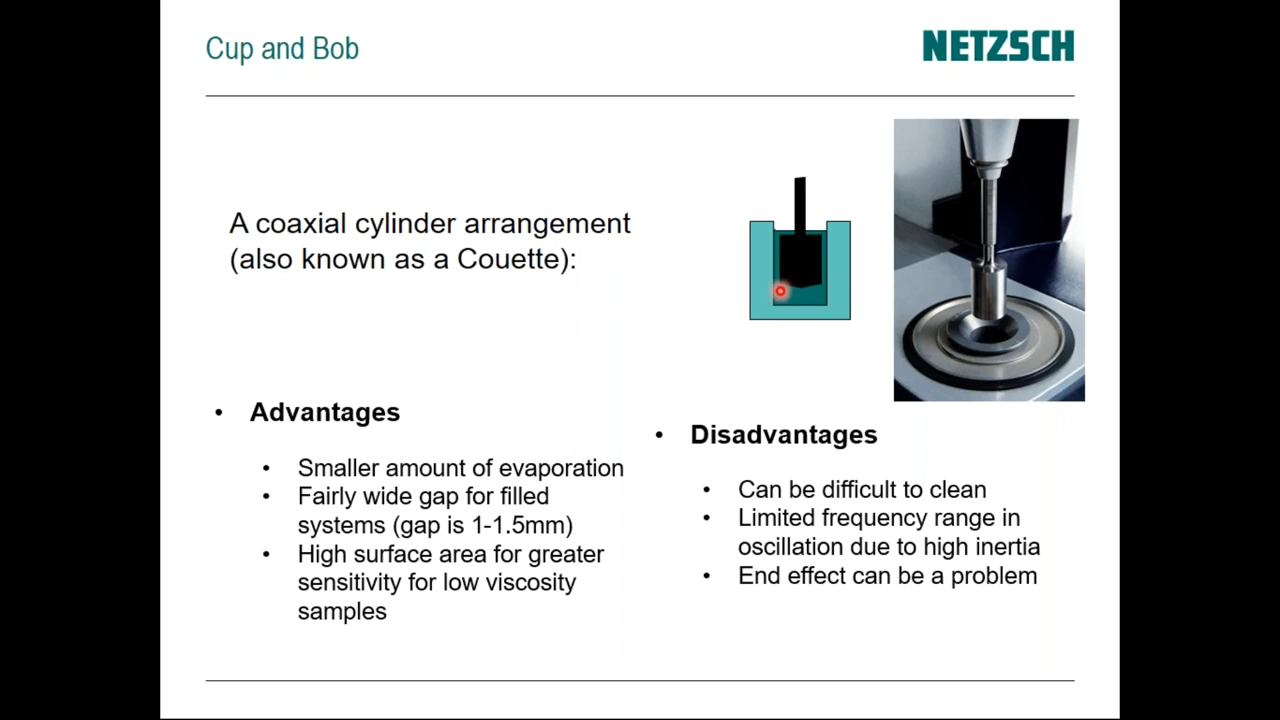 Cup and Bob
NETZSCH
A coaxial cylinder arrangement
(also known as a Couette):
• Advantages
• Smaller amount of evaporation
• Fairly wide gap for filled
systems (gap is 1-1.5mm)
• High surface area for greater
sensitivity for low viscosity
samples
• Disadvantages
• Can be difficult to clean
• Limited frequency range in
oscillation due to high inertia
• End effect can be a problem